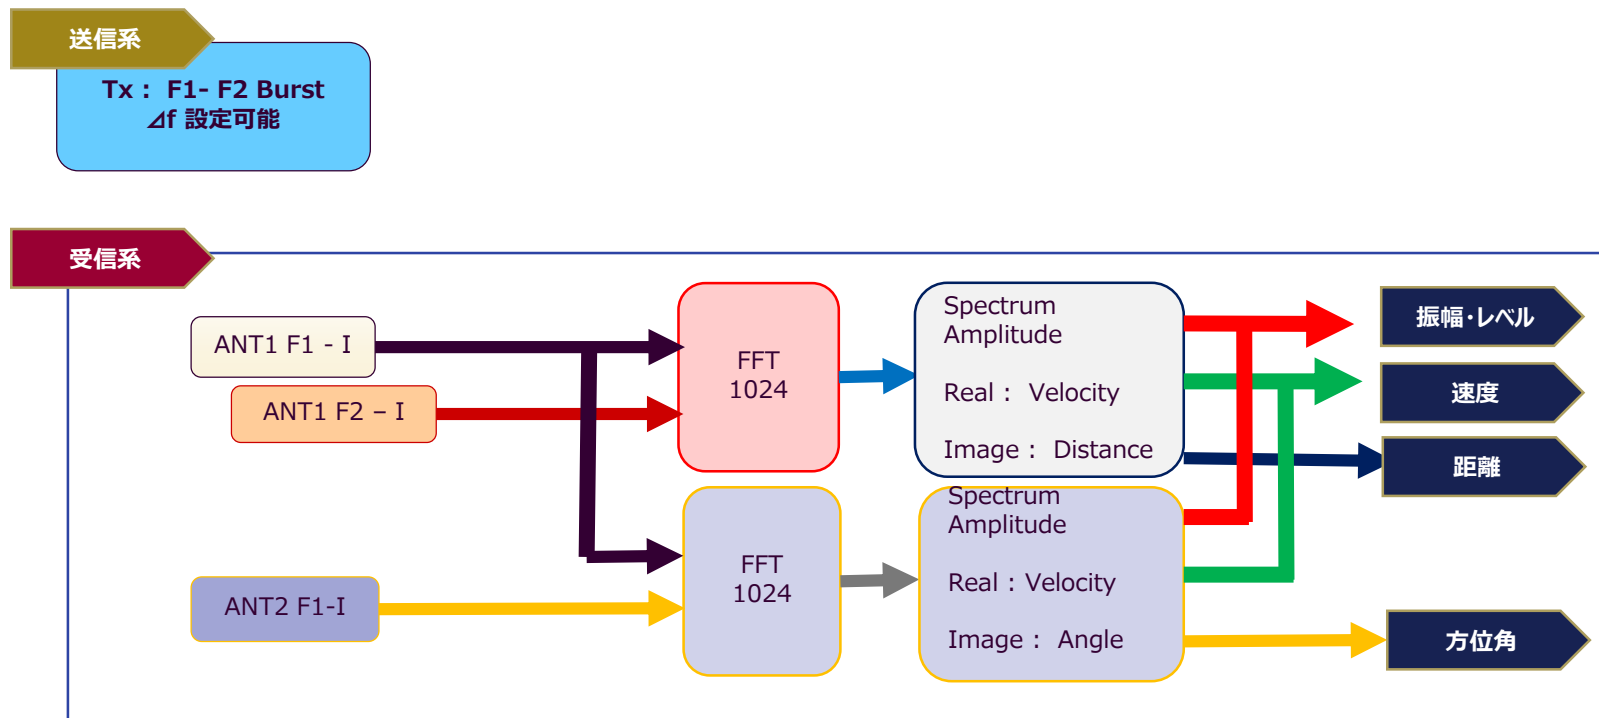 送信系
Tx : F1- F2 Burst
⊿f 設定可能
受信系
ANT1 F1 - I
ANT1 F2 – I
ANT2 F1-I
FFT
1024
FFT
1024
Spectrum
Amplitude
Real : Velocity
Image : Distance
Spectrum
Amplitude
Real : Velocity
Image : Angle
振幅・レベル
速度
距離
方位角